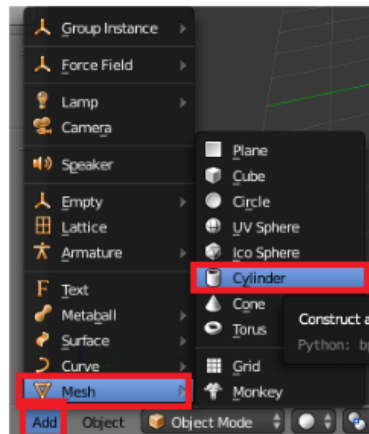 Group Instance
Force Field
Lamp
Camera
Speaker
Empty
Lattice
Armature
Text
Metaball
Surface
Curve
Mesh
Plane
Cube
Circle
UV Sphere
Ico Sphere
Cylinder
Cone
Torus
Grid
Monkey
Construct a
Python: b
Add Object Object Mode